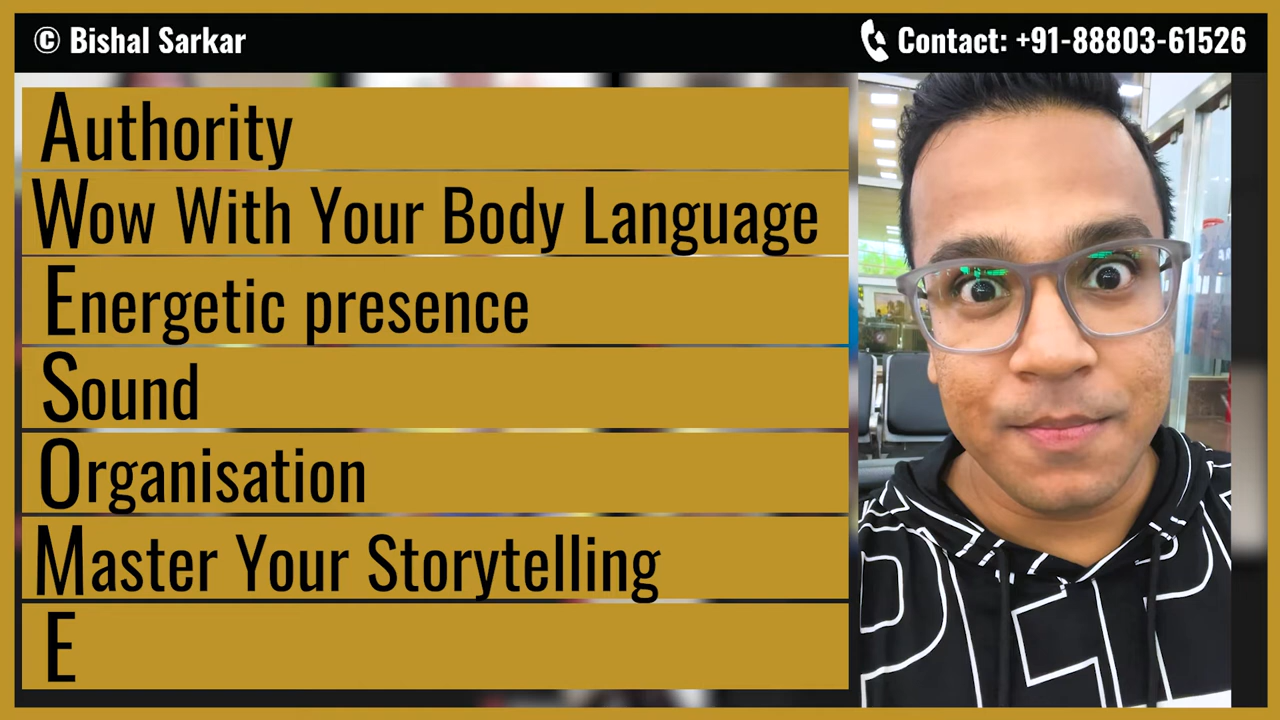 © Bishal Sarkar
Contact: +91-88803-61526
Authority
Wow With Your Body Language
Energetic presence
Sound
Organisation
Master Your Storytelling
E